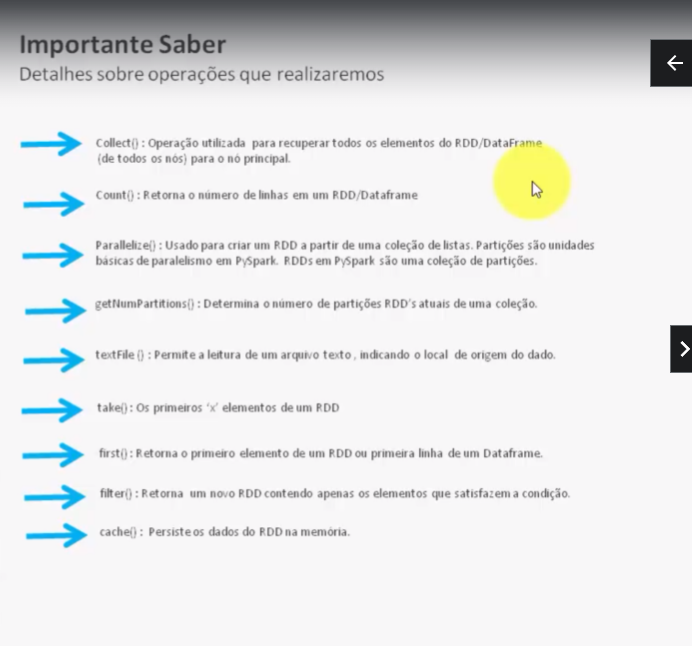 Importante Saber
Detalhes sobre operações que realizaremos
Collect() : Operação utilizada para recuperar todos os elementos do RDD/DataFrame
(de todos os nós) para o nó principal.
Count() : Retorna o número de linhas em um RDD/Dataframe
Parallelize() : Usado para criar um RDD a partir de uma coleção de listas. Partições são unidades
básicas de paralelismo em PySpark. RDDs em PySpark são uma coleção de partições.
getNumPartitions() : Determina o número de partições RDD's atuais de uma coleção.
textFile () : Permite a leitura de um arquivo texto , indicando o local de origem do dado.
take() : Os primeiros 'x' elementos de um RDD
first() : Retorna o primeiro elemento de um RDD ou primeira linha de um Dataframe.
filter() : Retorna um novo RDD contendo apenas os elementos que satisfazem a condição.
cache() : Persiste os dados do RDD na memória.